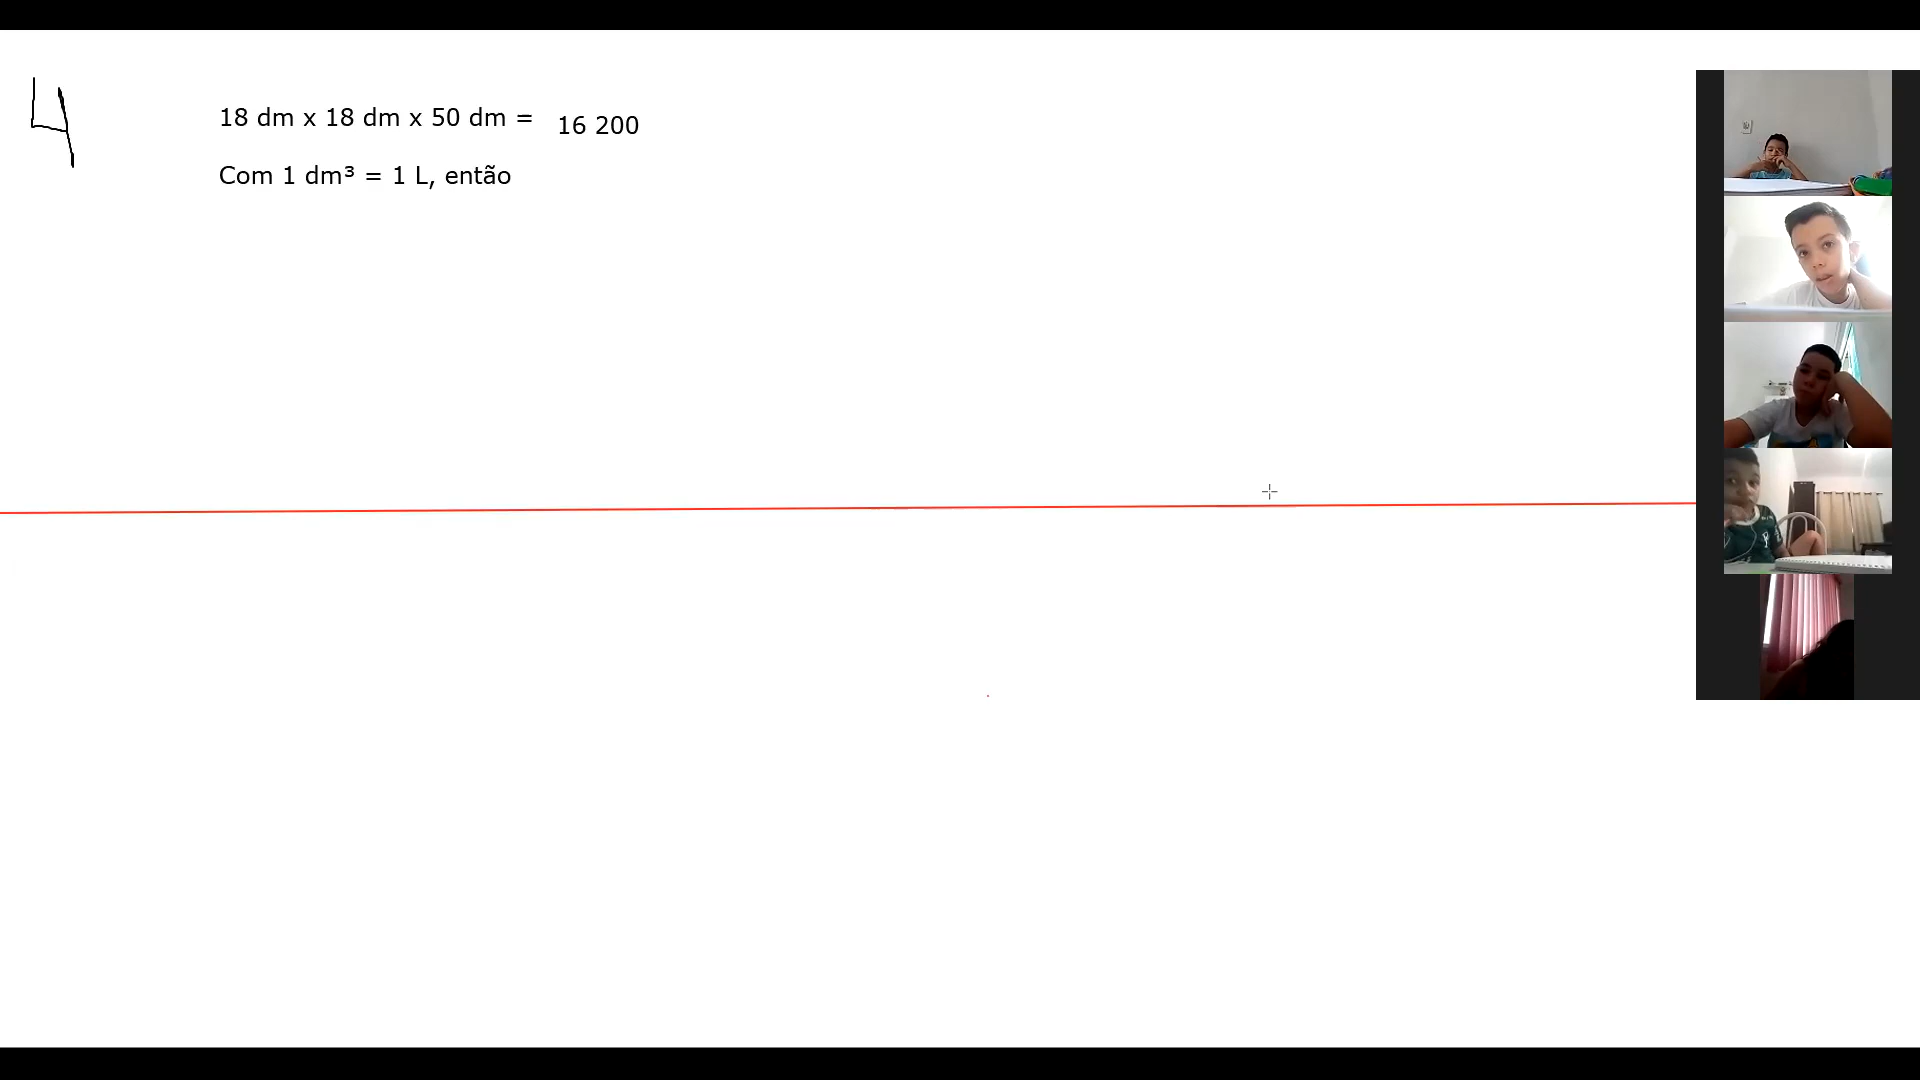 4
18 dm x 18 dm x 50 dm = 16 200
Com 1 dm³ = 1 L, então